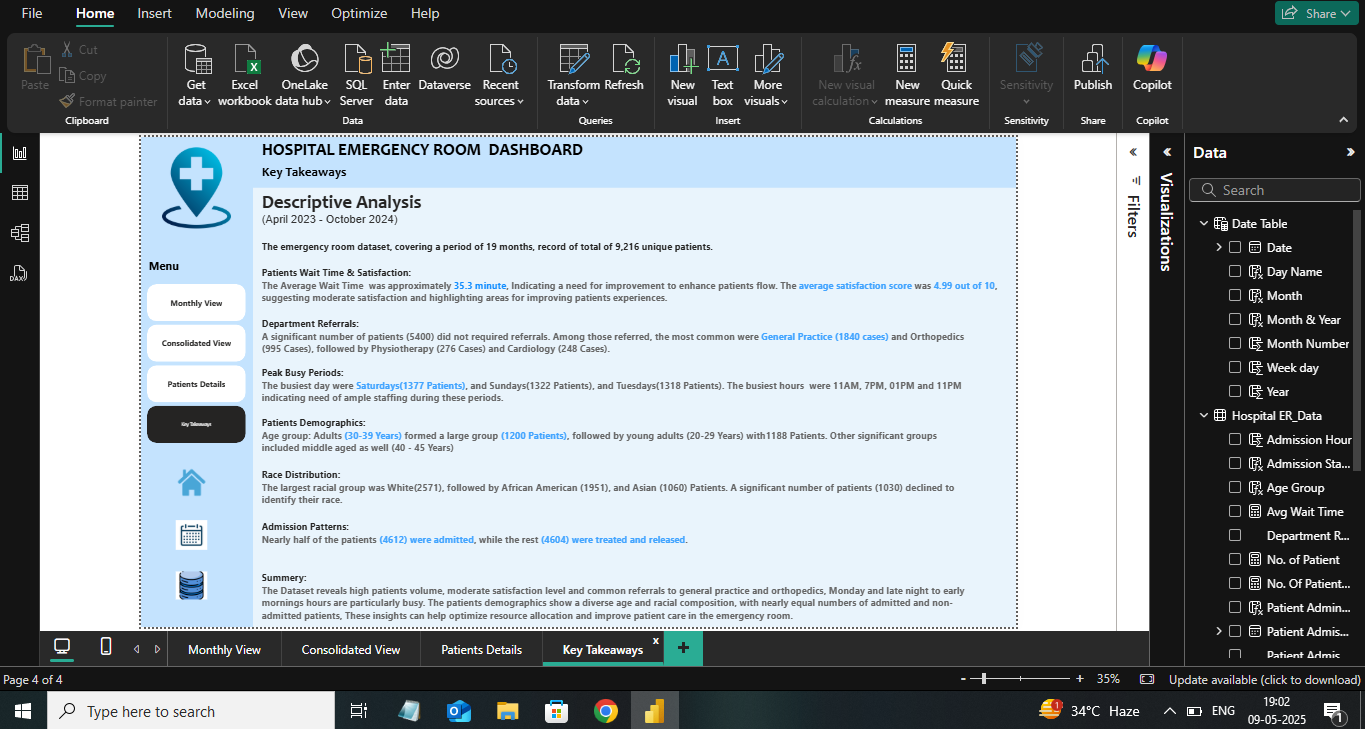 File Home Insert Modeling View Optimize Help
Share
Paste
Cut
Copy
Format painter
Clipboard
Get data
Excel workbook
OneLake data hub
SQL Server
Enter data
Dataverse
Recent sources
Data
Transform data
Refresh
Queries
New visual
Text box
More visuals
Insert
New visual calculation
New measure
Quick measure
Calculations
Sensitivity
Sensitivity
Publish
Share
Copilot
Copilot
HOSPITAL EMERGENCY ROOM DASHBOARD
Key Takeaways
Menu
Monthly View
Consolidated View
Patients Details
Key Takeaways
Descriptive Analysis
(April 2023 - October 2024)
The emergency room dataset, covering a period of 19 months, record of total of 9,216 unique patients.
Patients Wait Time & Satisfaction:
The Average Wait Time was approximately 35.3 minute, Indicating a need for improvement to enhance patients flow. The average satisfaction score was 4.99 out of 10,
suggesting moderate satisfaction and highlighting areas for improving patients experiences.
Department Referrals:
A significant number of patients (5400) did not required referrals. Among those referred, the most common were General Practice (1840 cases) and Orthopedics
(995 Cases), followed by Physiotherapy (276 Cases) and Cardiology (248 Cases).
Peak Busy Periods:
The busiest day were Saturdays(1377 Patients), and Sundays(1322 Patients), and Tuesdays(1318 Patients). The busiest hours were 11AM, 7PM, 01PM and 11PM
indicating need of ample staffing during these periods.
Patients Demographics:
Age group: Adults (30-39 Years) formed a large group (1200 Patients), followed by young adults (20-29 Years) with1188 Patients. Other significant groups
included middle aged as well (40 - 45 Years)
Race Distribution:
The largest racial group was White(2571), followed by African American (1951), and Asian (1060) Patients. A significant number of patients (1030) declined to
identify their race.
Admission Patterns:
Nearly half of the patients (4612) were admitted, while the rest (4604) were treated and released.
Summery:
The Dataset reveals high patients volume, moderate satisfaction level and common referrals to general practice and orthopedics, Monday and late night to early
mornings hours are particularly busy. The patients demographics show a diverse age and racial composition, with nearly equal numbers of admitted and non-
admitted patients, These insights can help optimize resource allocation and improve patient care in the emergency room.
Filters
Visualizations
Data
Search
Date Table
Date
Day Name
Month
Month & Year
Month Number
Week day
Year
Hospital ER_Data
Admission Hour
Admission Sta...
Age Group
Avg Wait Time
Department R...
No. of Patient
No. Of Patient...
Patient Admin...
Patient Admis...
Patient Admis
DAX
Monthly View
Consolidated View
Patients Details
Key Takeaways
x
+
Page 4 of 4
- + 35%
Update available (click to download)
Type here to search
1
34°C Haze
ENG
19:02
09-05-2025
1